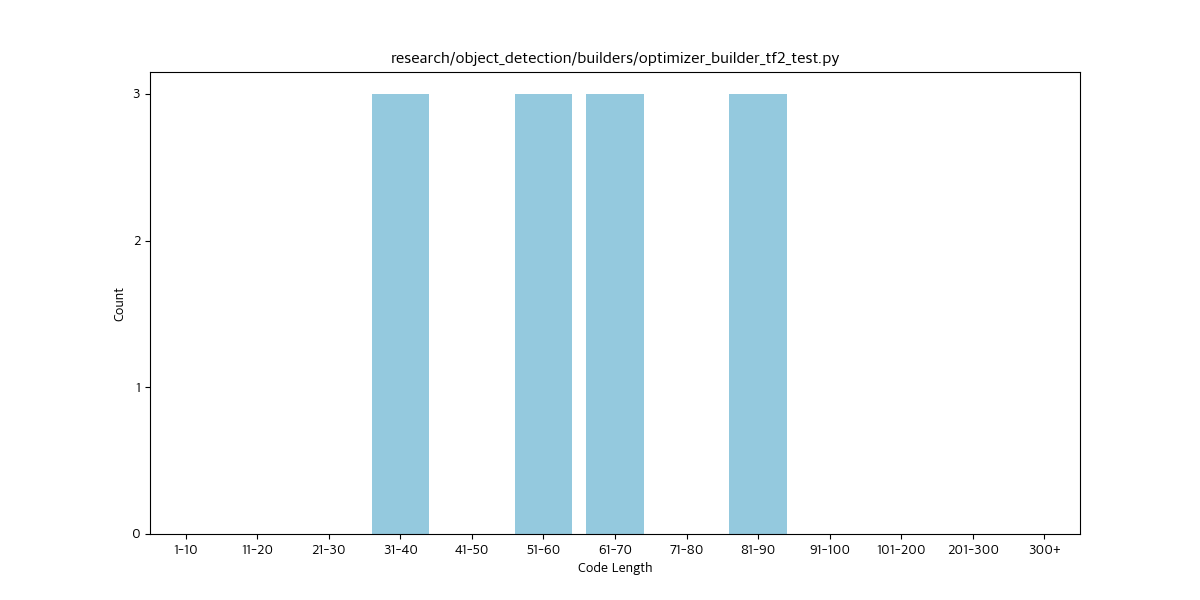 research/object_detection/builders/optimizer_builder_tf2_test.py
3
2
1
0
Count
1-10 11-20 21-30 31-40 41-50 51-60 61-70 71-80 81-90 91-100 101-200 201-300 300+
Code Length